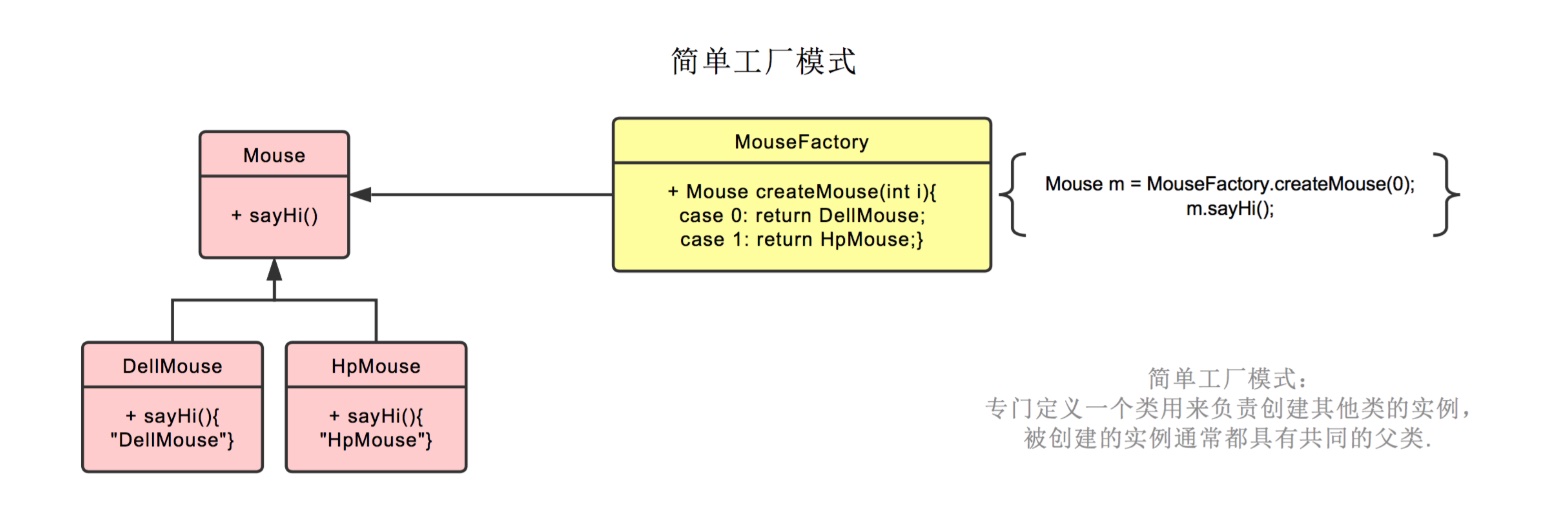 简单工厂模式
Mouse
+ sayHi()
MouseFactory
+ Mouse createMouse(int i){
case 0: return DellMouse;
case 1: return HpMouse;}
Mouse m = MouseFactory.createMouse(0);
m.sayHi();
DellMouse
+ sayHi(){
"DellMouse"}
HpMouse
+ sayHi(){
"HpMouse"}
简单工厂模式：
专门定义一个类用来负责创建其他类的实例，
被创建的实例通常都具有共同的父类.